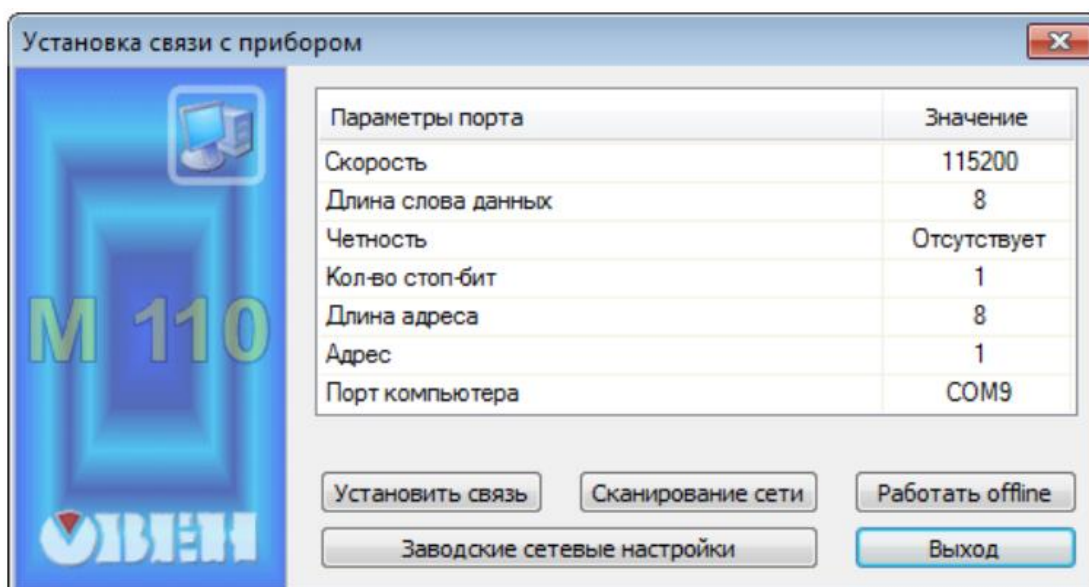 Установка связи с прибором
Параметры порта Значение
Скорость 115200
Длина слова данных 8
Четность Отсутствует
Кол-во стоп-бит 1
Длина адреса 8
Адрес 1
Порт компьютера COM9
М 110
ОВЕН
Установить связь Сканирование сети Работать offline
Заводские сетевые настройки Выход